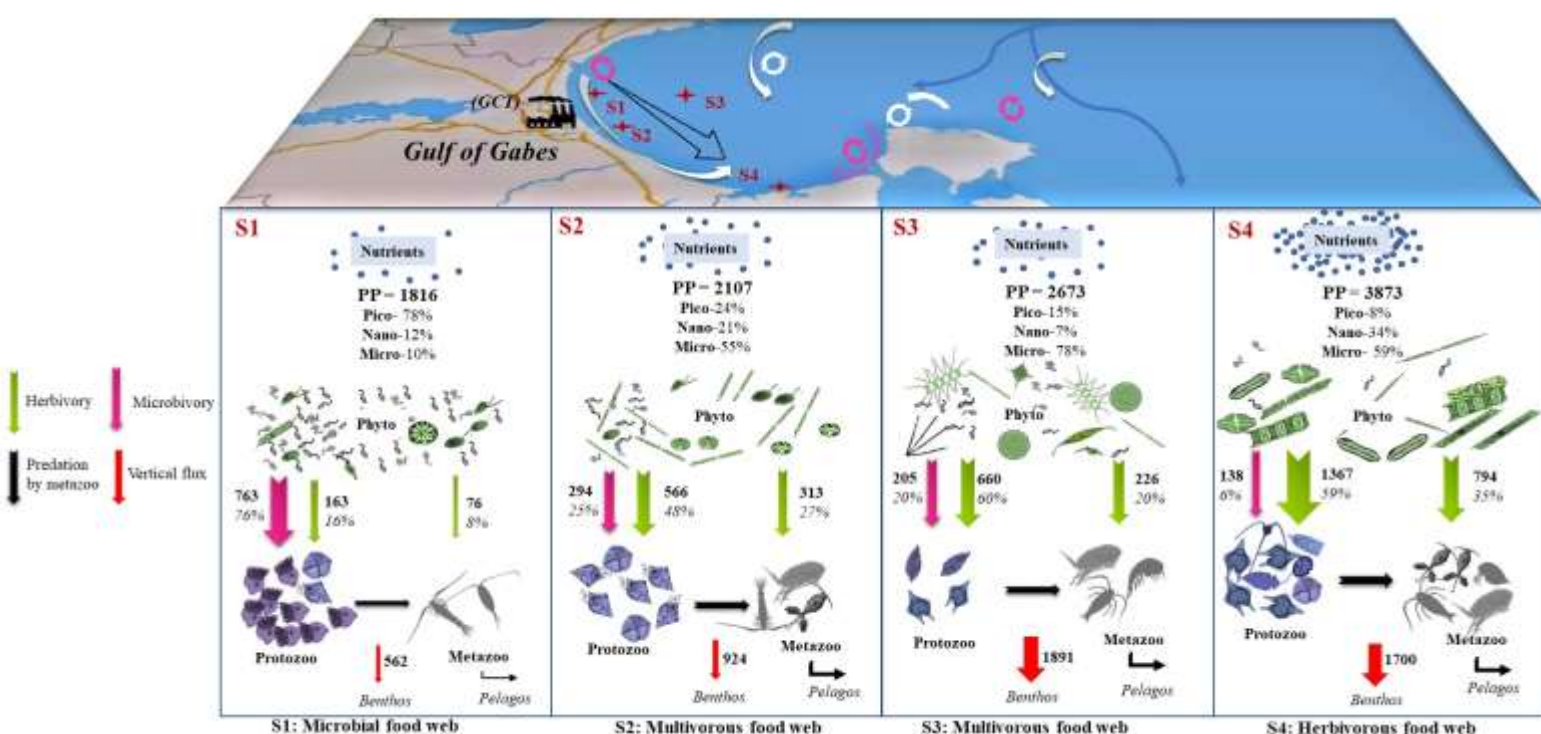 (GCT)
S1
S3
S2
Gulf of Gabes
S4
Herbivory
Microbivory
Predation
by metazoo
Vertical flux
S1
Nutrients
PP = 1816
Pico- 78%
Nano-12%
Micro-10%
Phyto
763
76%
163
16%
76
8%
Protozoo
562
Metazoo
Benthos
Pelagos
S1: Microbial food web
S2
Nutrients
PP = 2107
Pico-24%
Nano-21%
Micro-55%
Phyto
294
25%
566
48%
313
27%
Protozoo
924
Metazoo
Benthos
Pelagos
S2: Multivorous food web
S3
Nutrients
PP = 2673
Pico-15%
Nano-7%
Micro- 78%
Phyto
205
20%
660
60%
226
20%
Protozoo
1891
Metazoo
Benthos
Pelagos
S3: Multivorous food web
S4
Nutrients
PP = 3873
Pico-8%
Nano-34%
Micro- 59%
Phyto
138
6%
1367
59%
794
35%
Protozoo
1700
Metazoo
Benthos
Pelagos
S4: Herbivorous food web